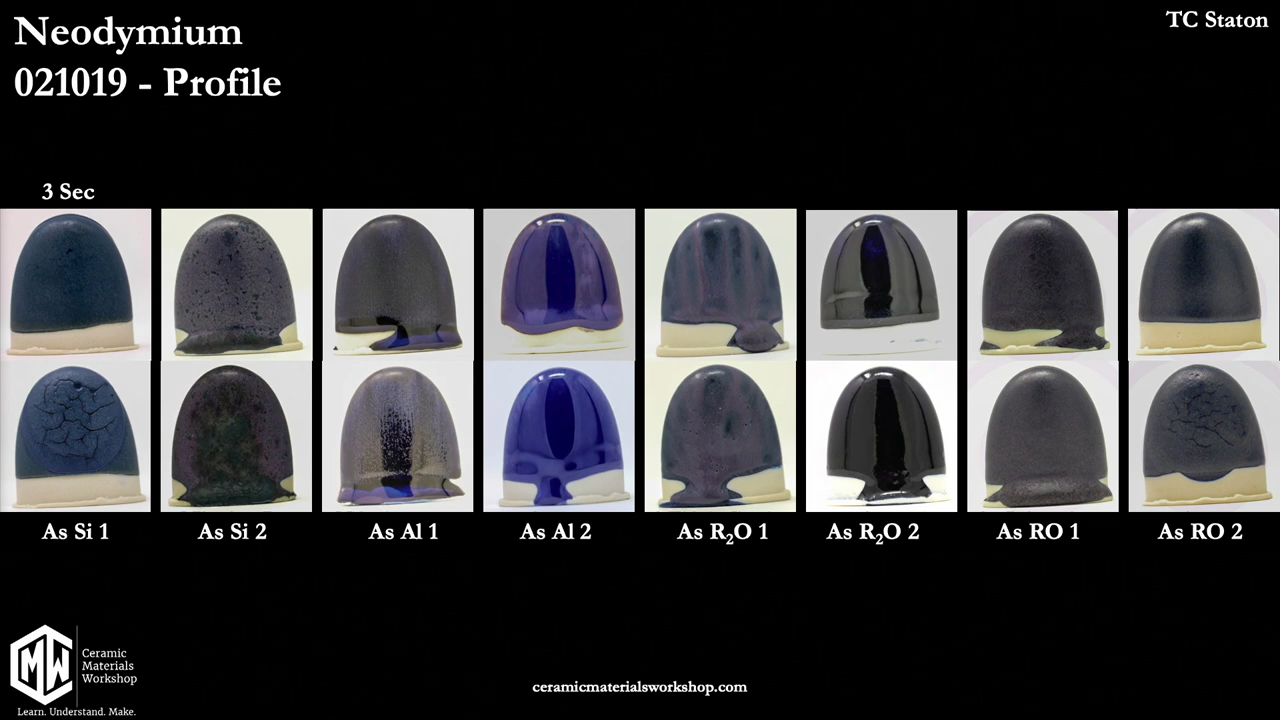 Neodymium
021019 - Profile
TC Staton
3 Sec
As Si 1
As Si 2
As Al 1
As Al 2
As R₂O 1
As R₂O 2
As RO 1
As RO 2
CMW
Ceramic
Materials
Workshop
Learn. Understand. Make.
ceramicmaterialsworkshop.com